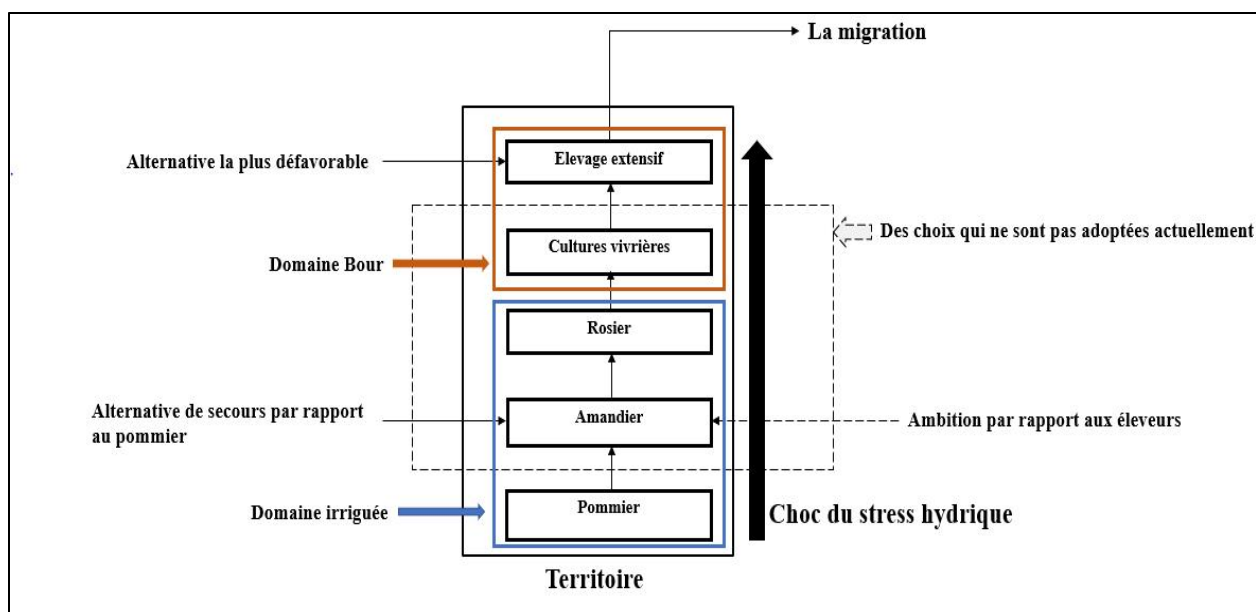 La migration
Alternative la plus défavorable
Elevage extensif
Des choix qui ne sont pas adoptées actuellement
Cultures vivrières
Domaine Bour
Rosier
Alternative de secours par rapport
au pommier
Amandier
Ambition par rapport aux éleveurs
Domaine irriguée
Pommier
Choc du stress hydrique
Territoire